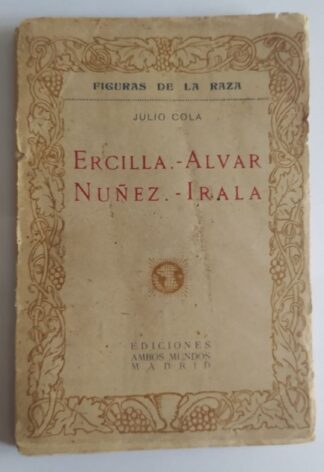 FIGURAS DE LA RAZA
JULIO COLA
ERCILLA.-ALVAR
NUÑEZ.-IRALA
EDICIONES
AMBOS MUNDOS
MADRID